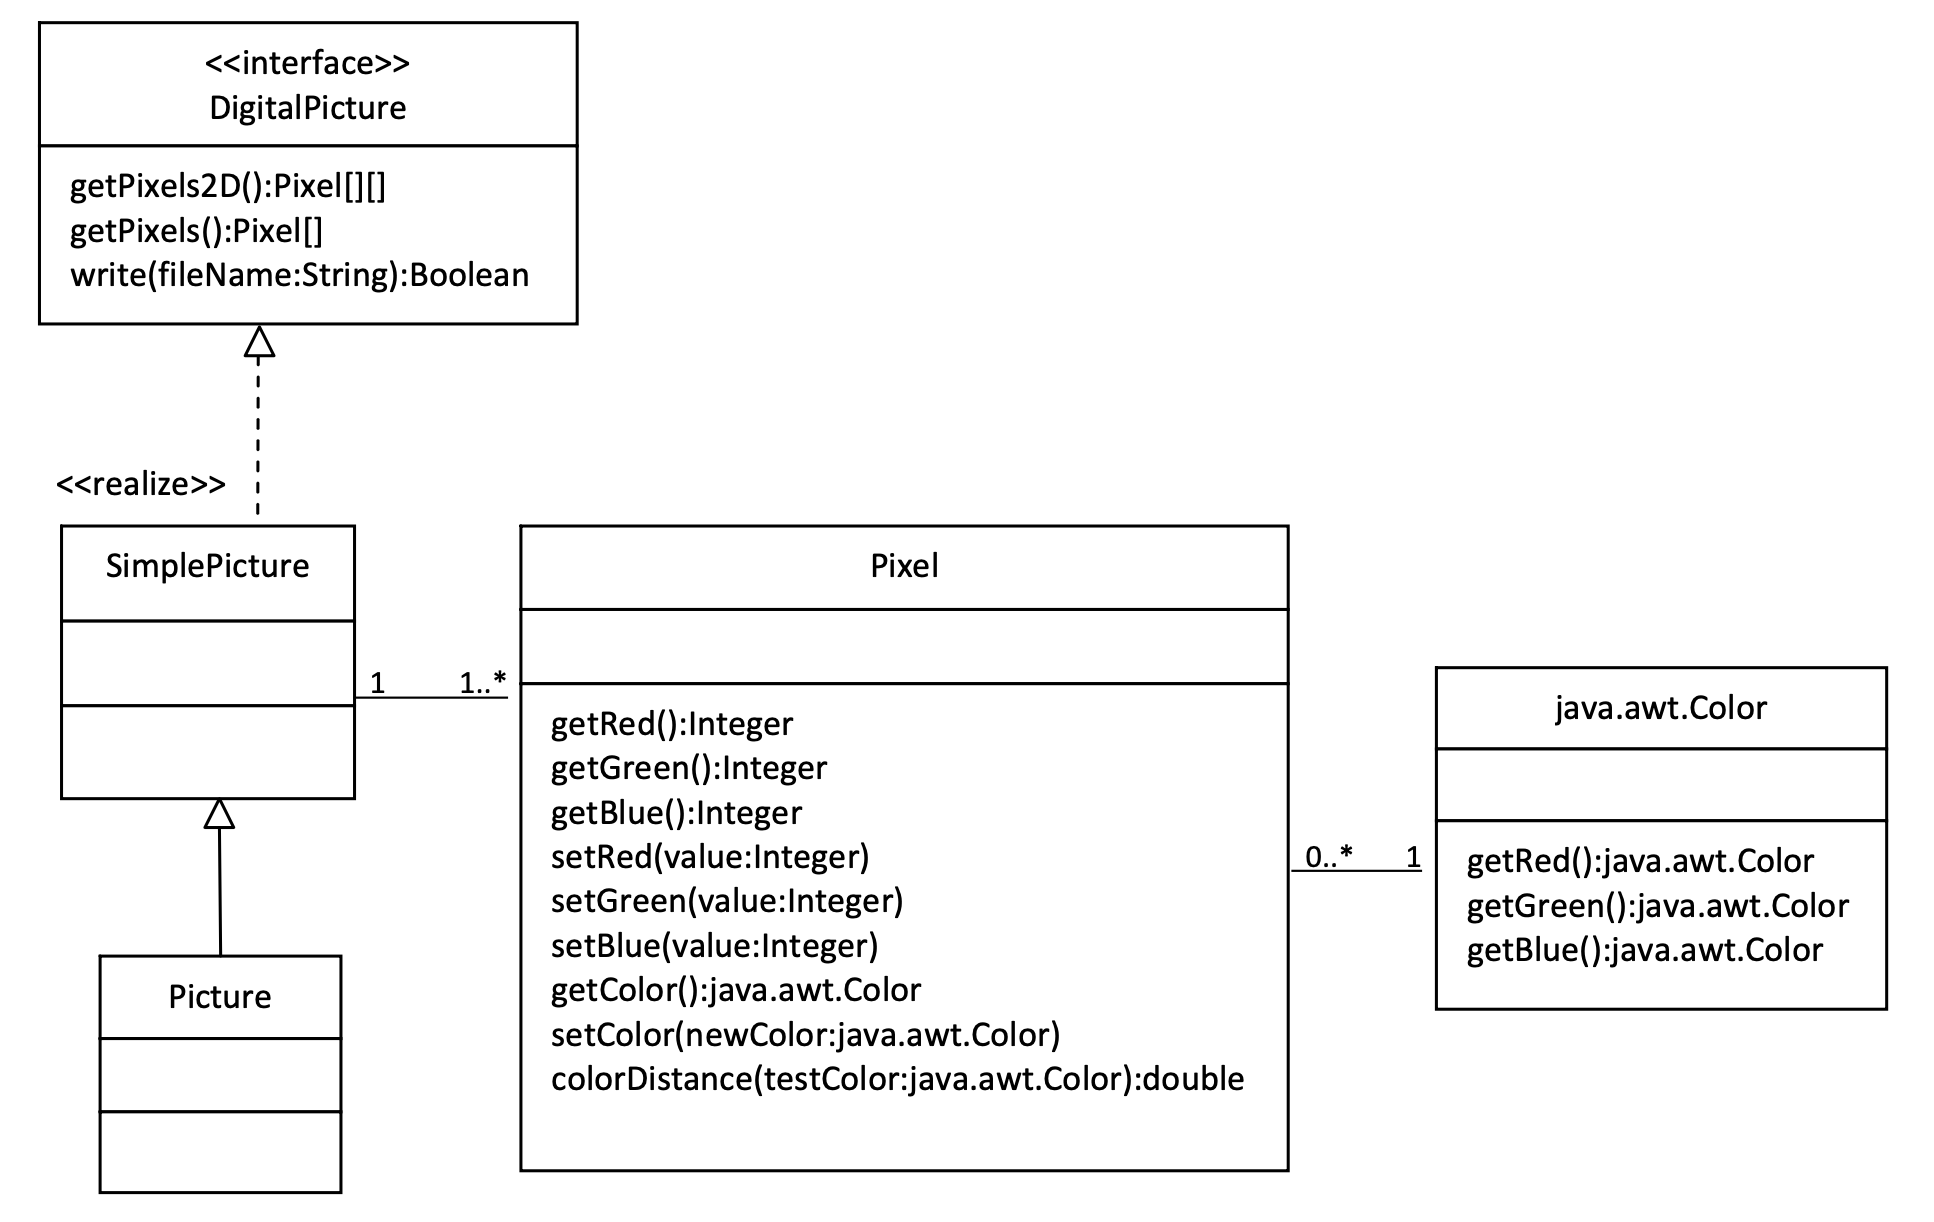 <<interface>>
DigitalPicture
getPixels2D():Pixel[][]
getPixels():Pixel[]
write(fileName:String):Boolean
<<realize>>
SimplePicture
1 1..*
Pixel
getRed():Integer
getGreen():Integer
getBlue():Integer
setRed(value:Integer)
setGreen(value:Integer)
setBlue(value:Integer)
getColor():java.awt.Color
setColor(newColor:java.awt.Color)
colorDistance(testColor:java.awt.Color):double
0..* 1
java.awt.Color
getRed():java.awt.Color
getGreen():java.awt.Color
getBlue():java.awt.Color
Picture